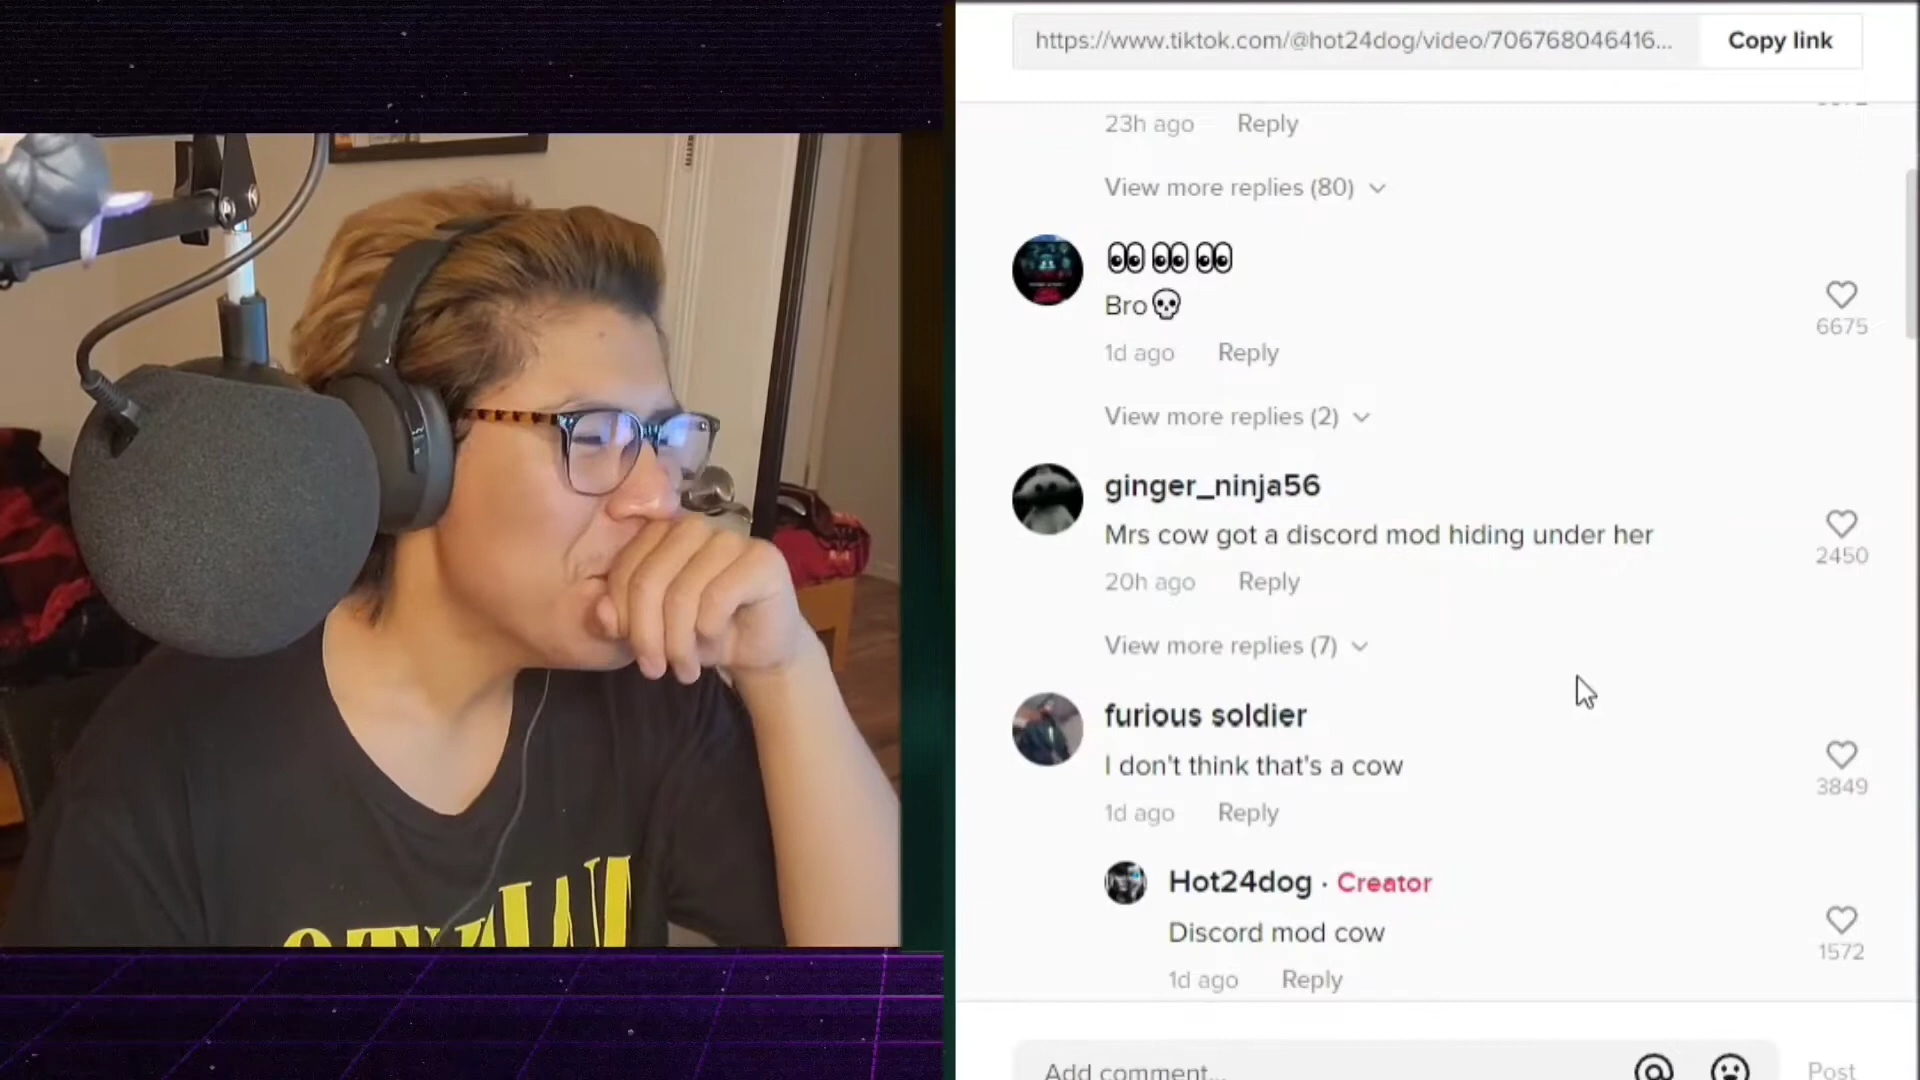 https://www.tiktok.com/@hot24dog/video/706768046416...
Copy link
23h ago Reply
View more replies (80)
👀👀👀
Bro💀
6675
1d ago Reply
View more replies (2)
ginger_ninja56
Mrs cow got a discord mod hiding under her
2450
20h ago Reply
View more replies (7)
furious soldier
I don't think that's a cow
3849
1d ago Reply
Hot24dog · Creator
Discord mod cow
1572
1d ago Reply
Add comment...
Post